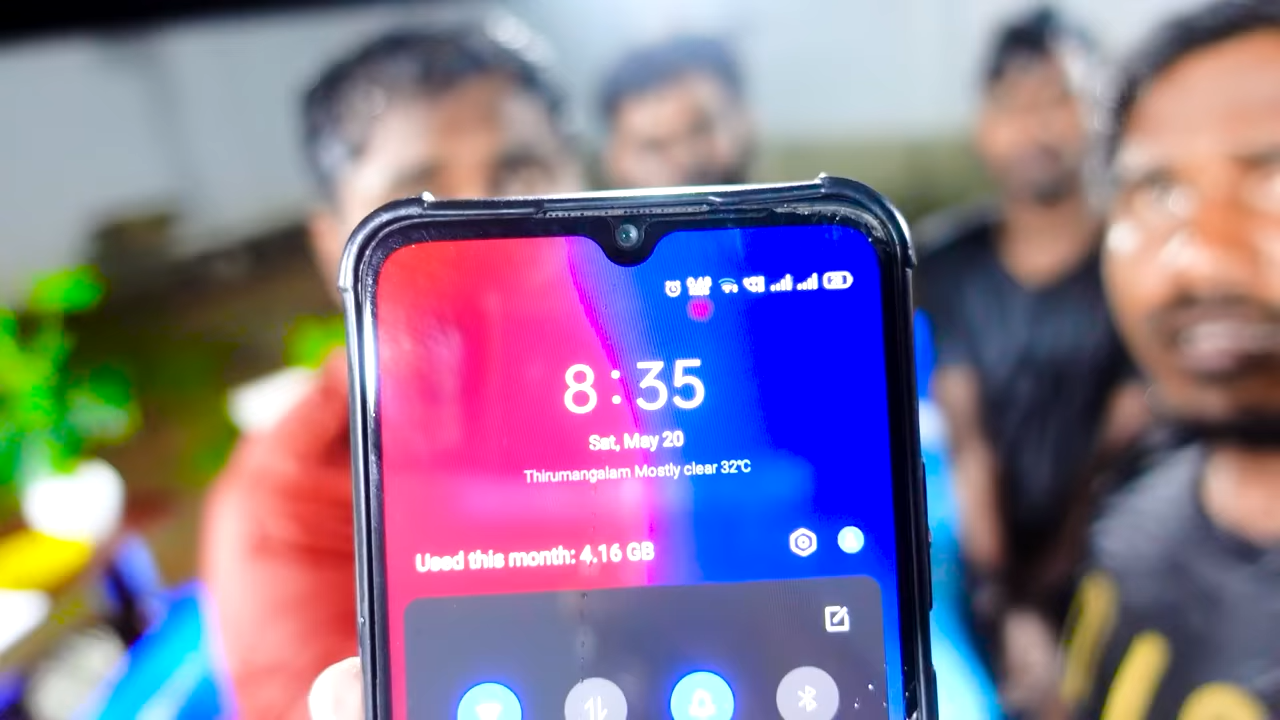 8:35
Sat, May 20
Thirumangalam Mostly clear 32°C
Used this month: 4.16 GB